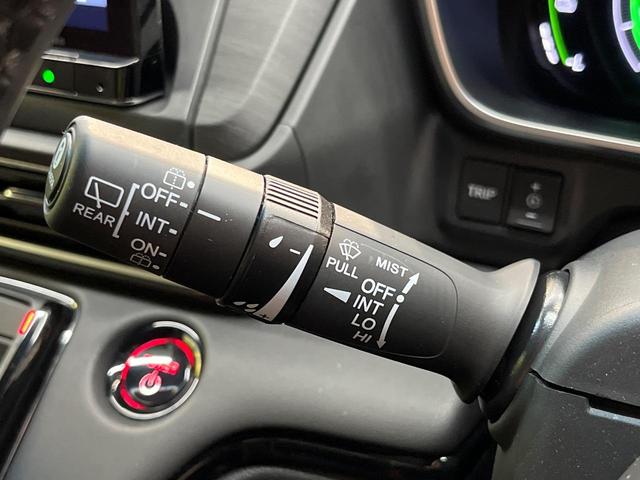 OFF
REAR
INT
ON
PULL
MIST
OFF
INT
LO
HI
TRIP
+
-